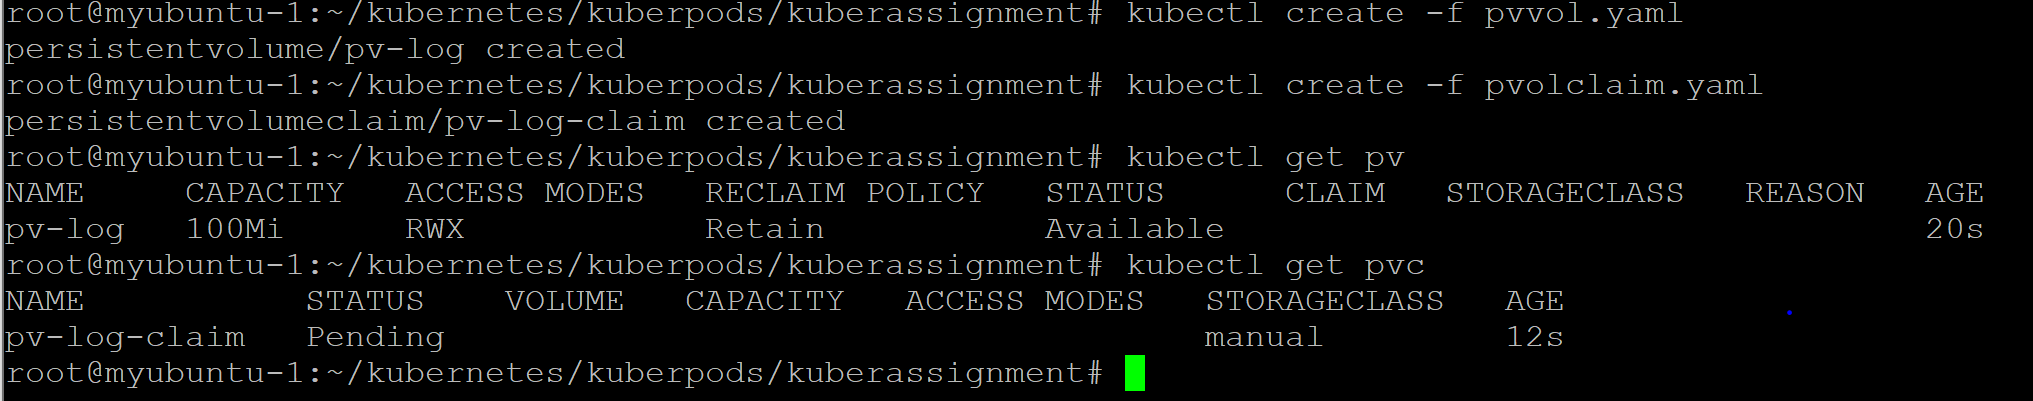 root@myubuntu-1:~/kubernetes/kuberpods/kuberassignment# kubectl create -f pvvol.yaml
persistentvolume/pv-log created
root@myubuntu-1:~/kubernetes/kuberpods/kuberassignment# kubectl create -f pvolclaim.yaml
persistentvolumeclaim/pv-log-claim created
root@myubuntu-1:~/kubernetes/kuberpods/kuberassignment# kubectl get pv
NAME     CAPACITY   ACCESS MODES   RECLAIM POLICY   STATUS      CLAIM   STORAGECLASS   REASON   AGE
pv-log   100Mi      RWX            Retain           Available                                   20s
root@myubuntu-1:~/kubernetes/kuberpods/kuberassignment# kubectl get pvc
NAME           STATUS    VOLUME   CAPACITY   ACCESS MODES   STORAGECLASS   AGE
pv-log-claim   Pending                                      manual         12s
root@myubuntu-1:~/kubernetes/kuberpods/kuberassignment#